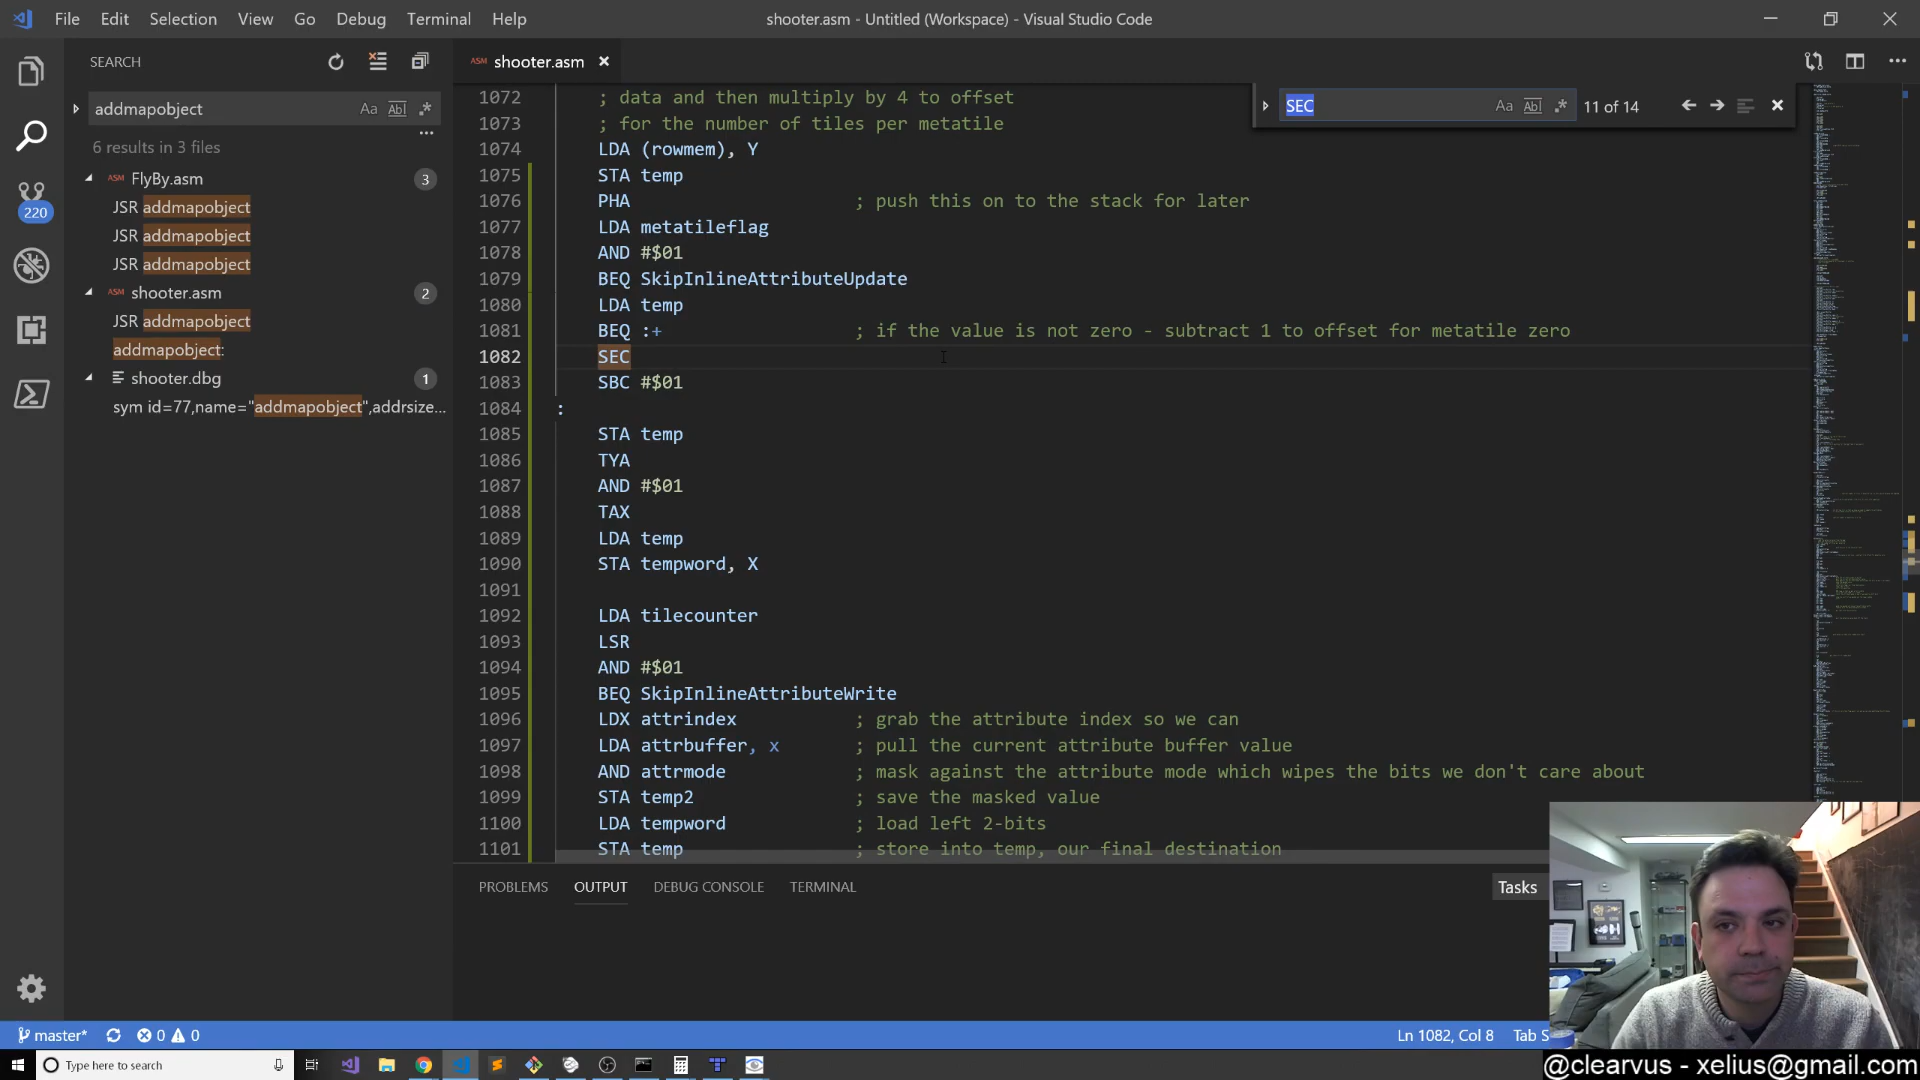 File Edit Selection View Go Debug Terminal Help
shooter.asm - Untitled (Workspace) - Visual Studio Code
SEARCH
addmapobject
Aa Abl .*
6 results in 3 files
ASM FlyBy.asm 3
JSR addmapobject
JSR addmapobject
JSR addmapobject
ASM shooter.asm 2
JSR addmapobject
addmapobject:
shooter.dbg 1
sym id=77,name="addmapobject",addrsize...
220
ASM shooter.asm
SEC Aa Abl .* 11 of 14
1072 ; data and then multiply by 4 to offset
1073 ; for the number of tiles per metatile
1074 LDA (rowmem), Y
1075 STA temp
1076 PHA ; push this on to the stack for later
1077 LDA metatileflag
1078 AND #$01
1079 BEQ SkipInlineAttributeUpdate
1080 LDA temp
1081 BEQ :+ ; if the value is not zero - subtract 1 to offset for metatile zero
1082 SEC
1083 SBC #$01
1084 :
1085 STA temp
1086 TYA
1087 AND #$01
1088 TAX
1089 LDA temp
1090 STA tempword, X
1091
1092 LDA tilecounter
1093 LSR
1094 AND #$01
1095 BEQ SkipInlineAttributeWrite
1096 LDX attrindex ; grab the attribute index so we can
1097 LDA attrbuffer, x ; pull the current attribute buffer value
1098 AND attrmode ; mask against the attribute mode which wipes the bits we don't care about
1099 STA temp2 ; save the masked value
1100 LDA tempword ; load left 2-bits
1101 STA temp ; store into temp, our final destination
PROBLEMS OUTPUT DEBUG CONSOLE TERMINAL
Tasks
master* 0 0
Ln 1082, Col 8 Tab S
Type here to search
@clearvus - xelius@gmail.com